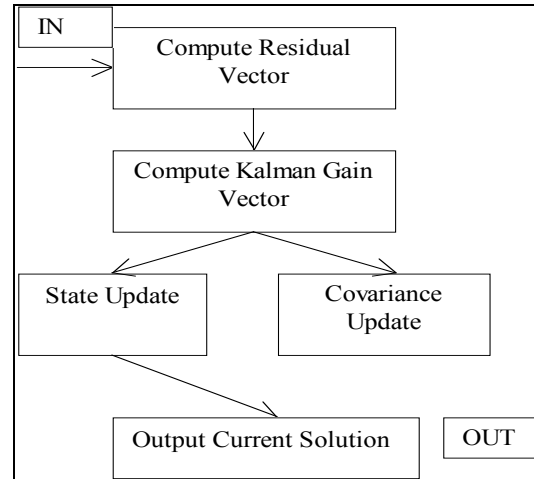 IN
Compute Residual
Vector
Compute Kalman Gain
Vector
State Update
Covariance
Update
Output Current Solution
OUT